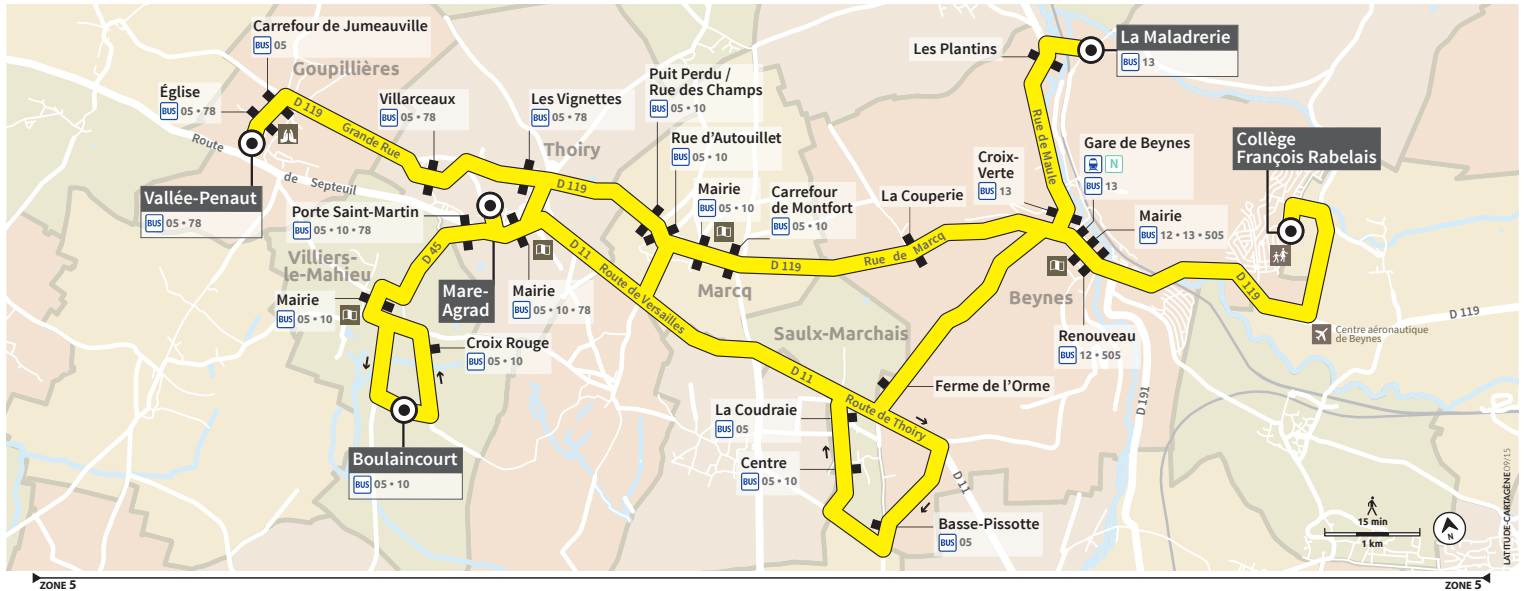 Carrefour de Jumeauville
BUS 05
Goupillières
Église
BUS 05 • 78
D 119
Grande Rue
Route
de Septeuil
Vallée-Penaut
BUS 05 • 78
Villarceaux
BUS 05 • 78
Les Vignettes
BUS 05 • 78
Thoiry
D 119
Puit Perdu /
Rue des Champs
BUS 05 • 10
Rue d'Autouillet
BUS 05 • 10
Mairie
BUS 05 • 10
Carrefour
de Montfort
BUS 05 • 10
Porte Saint-Martin
BUS 05 • 10 • 78
Villiers-
le-Mahieu
D 45
Mairie
BUS 05 • 10
Mare-
Agrad
Mairie
BUS 05 • 10 • 78
D 11
Route de Versailles
Croix Rouge
BUS 05 • 10
Boulaincourt
BUS 05 • 10
Marcq
D 119
Rue de Marcq
La Couperie
Les Plantins
La Maladrerie
BUS 13
Rue de Maule
Croix-
Verte
BUS 13
Gare de Beynes
N
BUS 13
Mairie
BUS 12 • 13 • 505
Collège
François Rabelais
Beynes
Renouveau
BUS 12 • 505
D 119
D 119
Centre aéronautique
de Beynes
D 191
Saulx-Marchais
D 11
Route de Thoiry
Ferme de l'Orme
La Coudraie
BUS 05
Centre
BUS 05 • 10
D 11
Basse-Pissotte
BUS 05
15 min
1 km
N
LATITUDE-CARTAGÈNE 09/15
ZONE 5
ZONE 5